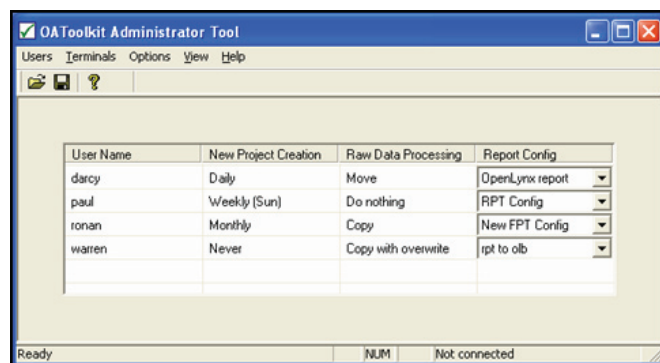 OAToolkit Administrator Tool
Users Terminals Options View Help
User Name New Project Creation Raw Data Processing Report Config
darcy Daily Move OpenLynx report
paul Weekly (Sun) Do nothing RPT Config
ronan Monthly Copy New FPT Config
warren Never Copy with overwrite rpt to olb
Ready NUM Not connected